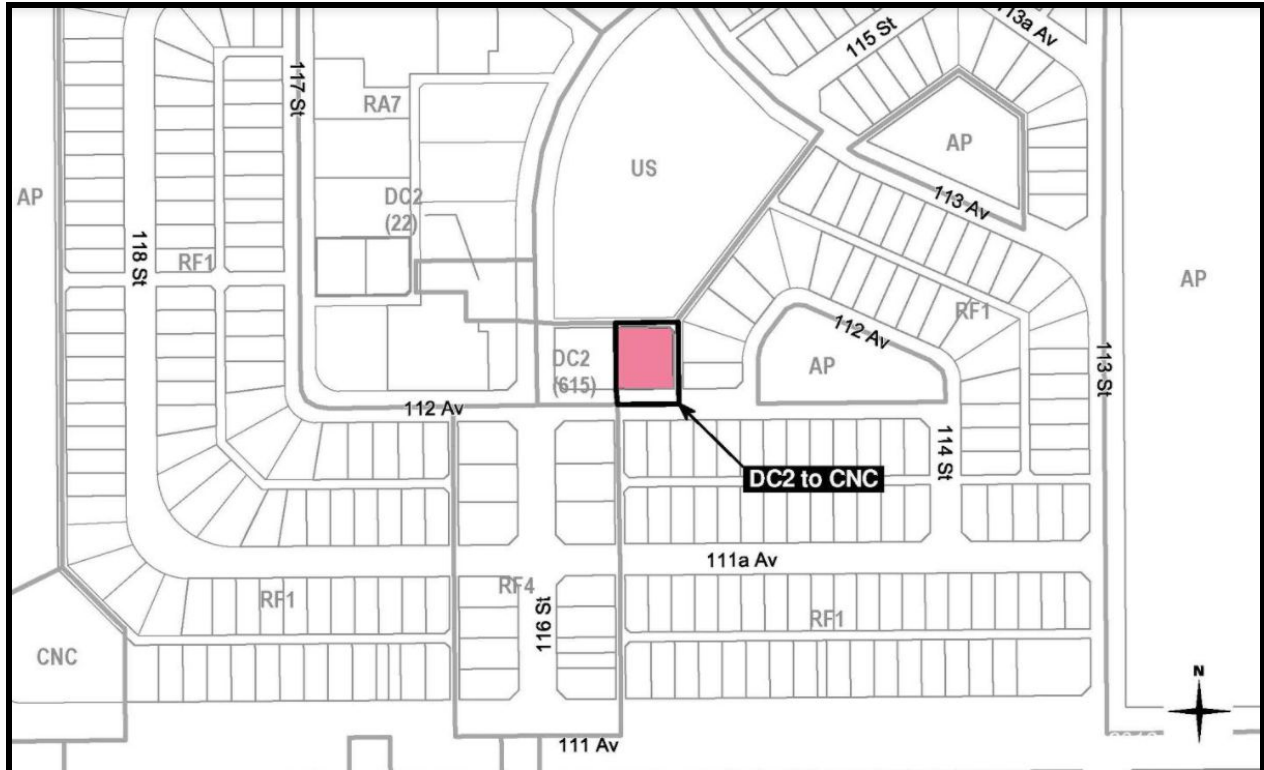 113a Av
115 St
117 St
RA7
AP
US
AP
DC2
(22)
113 Av
118 St
RF1
AP
RF1
112 Av
DC2
(615)
AP
113 St
112 Av
114 St
DC2 to CNC
111a Av
RF4
RF1
116 St
RF1
CNC
N
111 Av